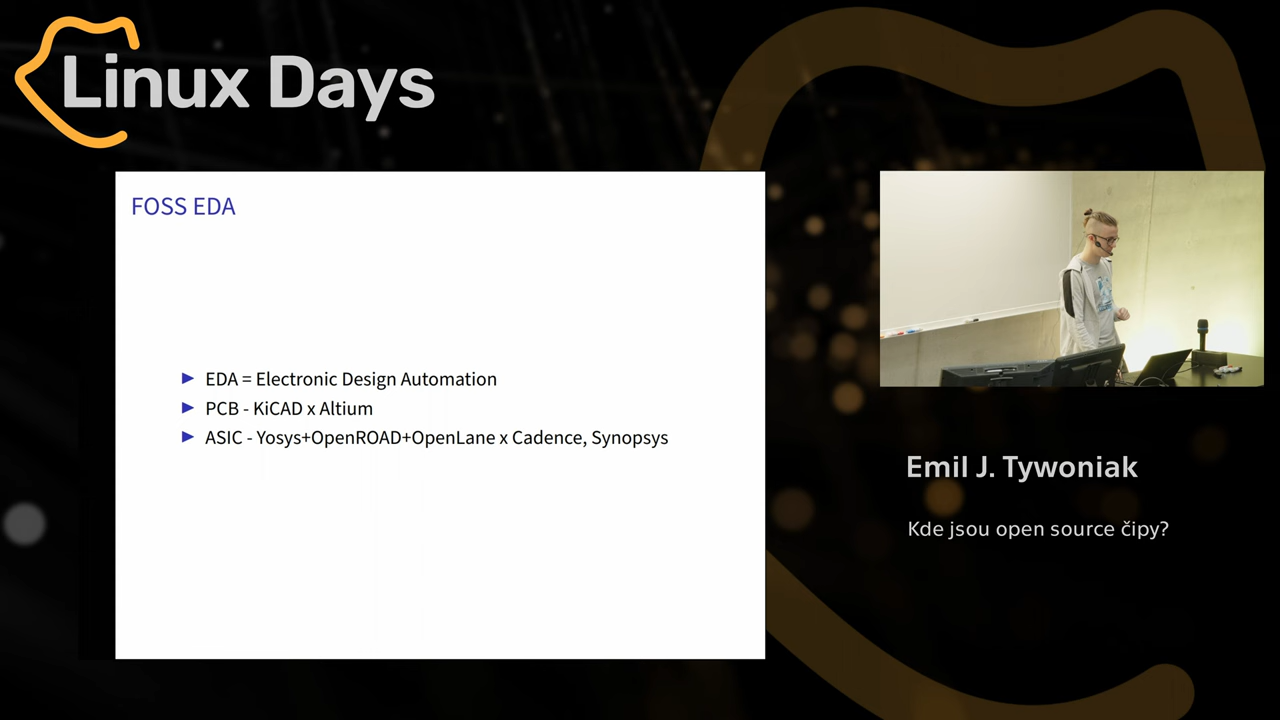 Linux Days
FOSS EDA
EDA = Electronic Design Automation
PCB - KiCAD x Altium
ASIC - Yosys+OpenROAD+OpenLane x Cadence, Synopsys
Emil J. Tywoniak
Kde jsou open source čipy?